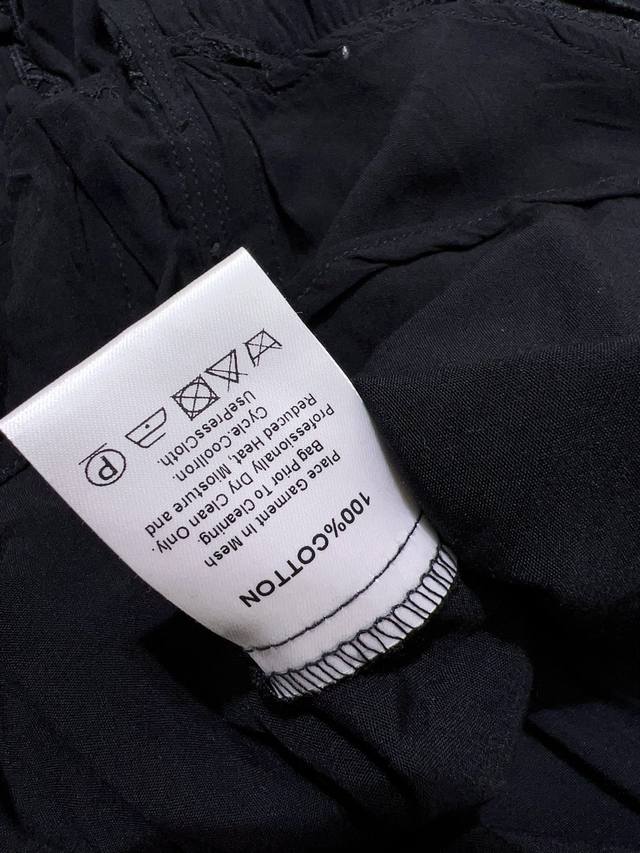 100%COTTON
Place Garment In Mesh
Bag Prior To Cleaning.
Professionally Dry Clean Only.
Reduced Heat, Miosture and
Cycle.CoolIron.
UsePressCloth.
P